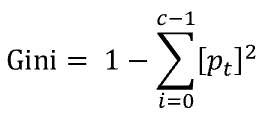 Gini = 1 − ∑_{i=0}^{c−1} [p_t]²